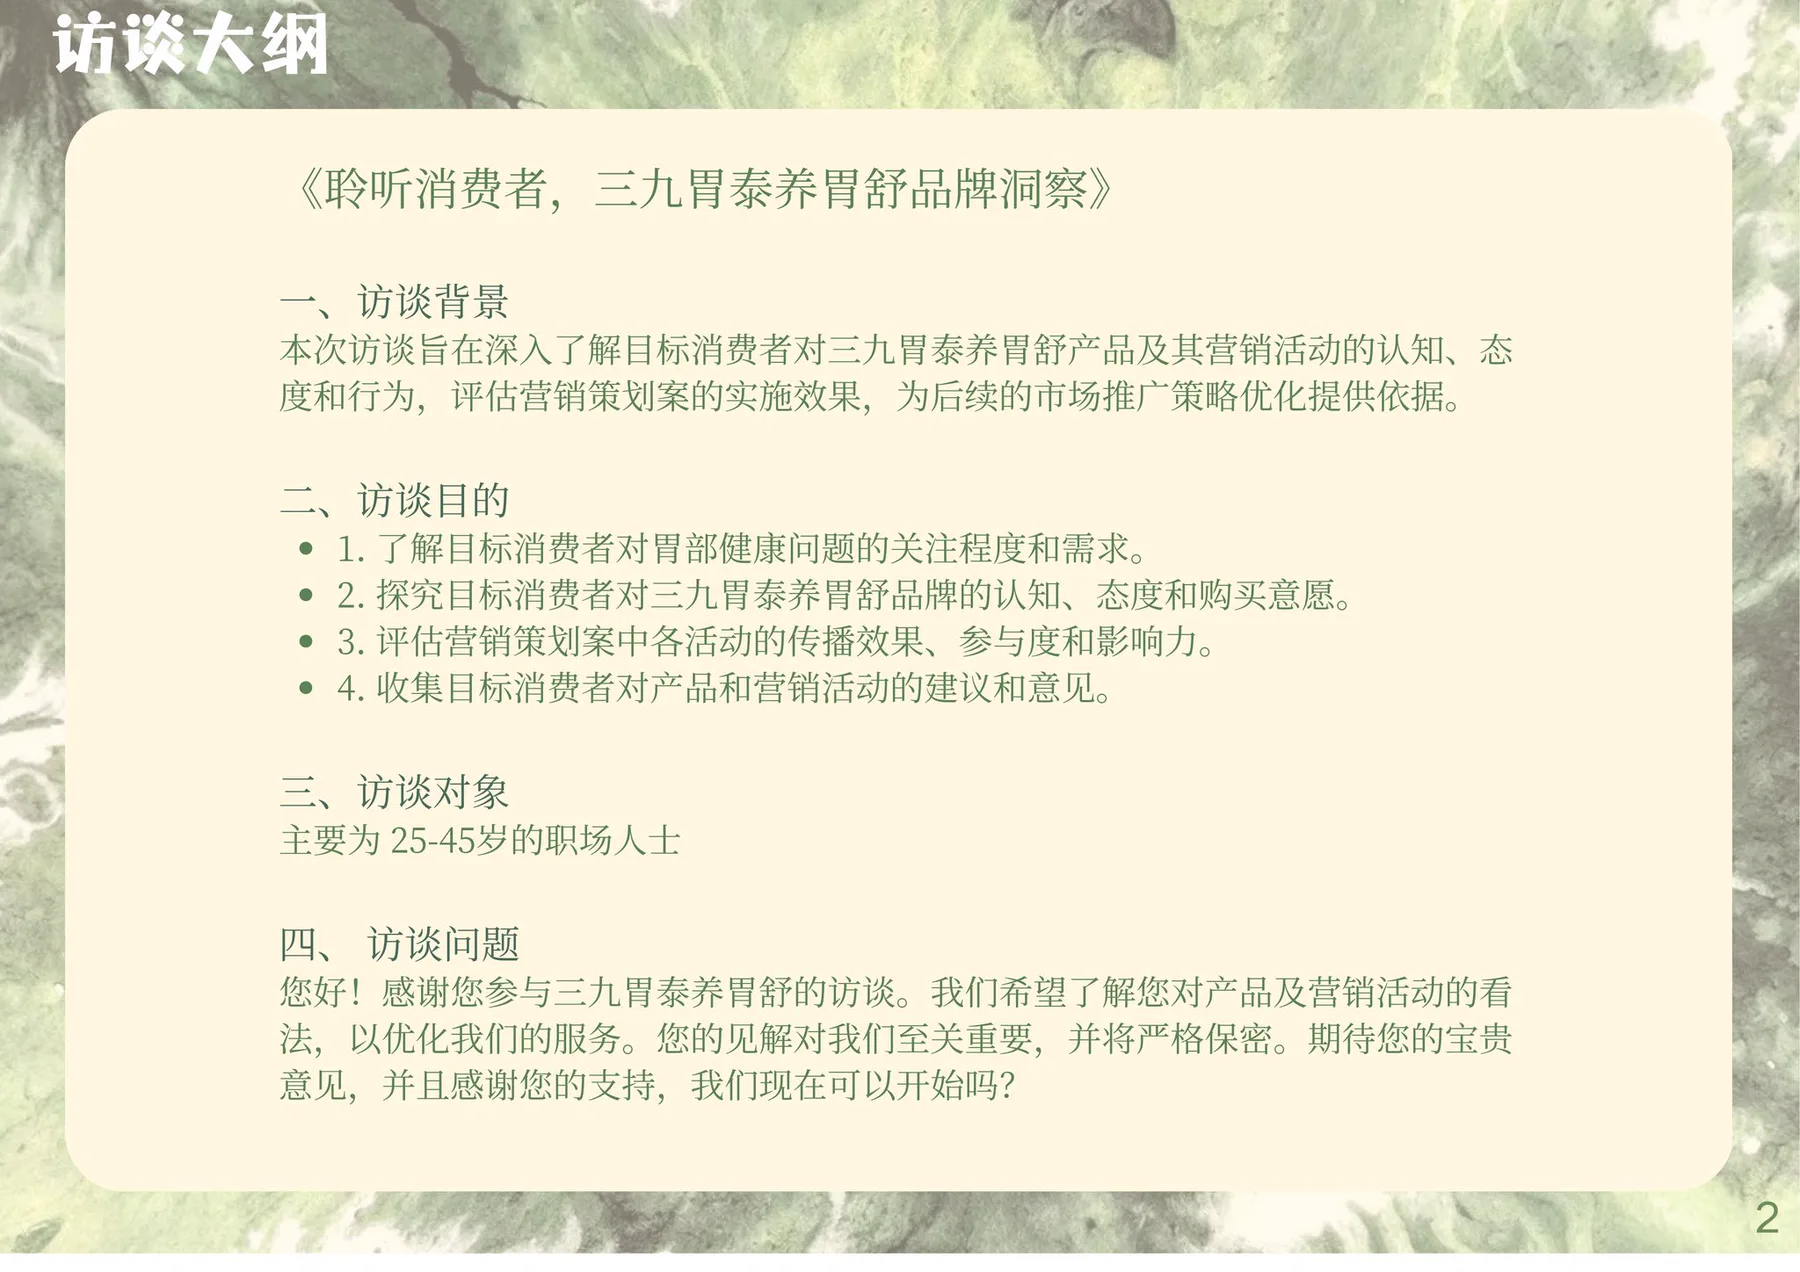 访谈大纲
《聆听消费者，三九胃泰养胃舒品牌洞察》
一、访谈背景
本次访谈旨在深入了解目标消费者对三九胃泰养胃舒产品及其营销活动的认知、态
度和行为，评估营销策划案的实施效果，为后续的市场推广策略优化提供依据。
二、访谈目的
• 1. 了解目标消费者对胃部健康问题的关注程度和需求。
• 2. 探究目标消费者对三九胃泰养胃舒品牌的认知、态度和购买意愿。
• 3. 评估营销策划案中各活动的传播效果、参与度和影响力。
• 4. 收集目标消费者对产品和营销活动的建议和意见。
三、访谈对象
主要为 25-45岁的职场人士
四、 访谈问题
您好！感谢您参与三九胃泰养胃舒的访谈。我们希望了解您对产品及营销活动的看
法，以优化我们的服务。您的见解对我们至关重要，并将严格保密。期待您的宝贵
意见，并且感谢您的支持，我们现在可以开始吗？
2